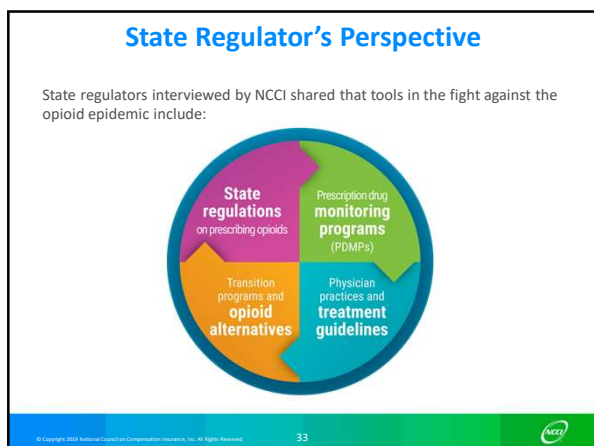 State Regulator's Perspective
State regulators interviewed by NCCI shared that tools in the fight against the
opioid epidemic include:
State
regulations
on prescribing opioids
Prescription drug
monitoring
programs
(PDMPs)
Transition
programs and
opioid
alternatives
Physician
practices and
treatment
guidelines
© Copyright 2019 National Council on Compensation Insurance, Inc. All Rights Reserved.
33
NCCI